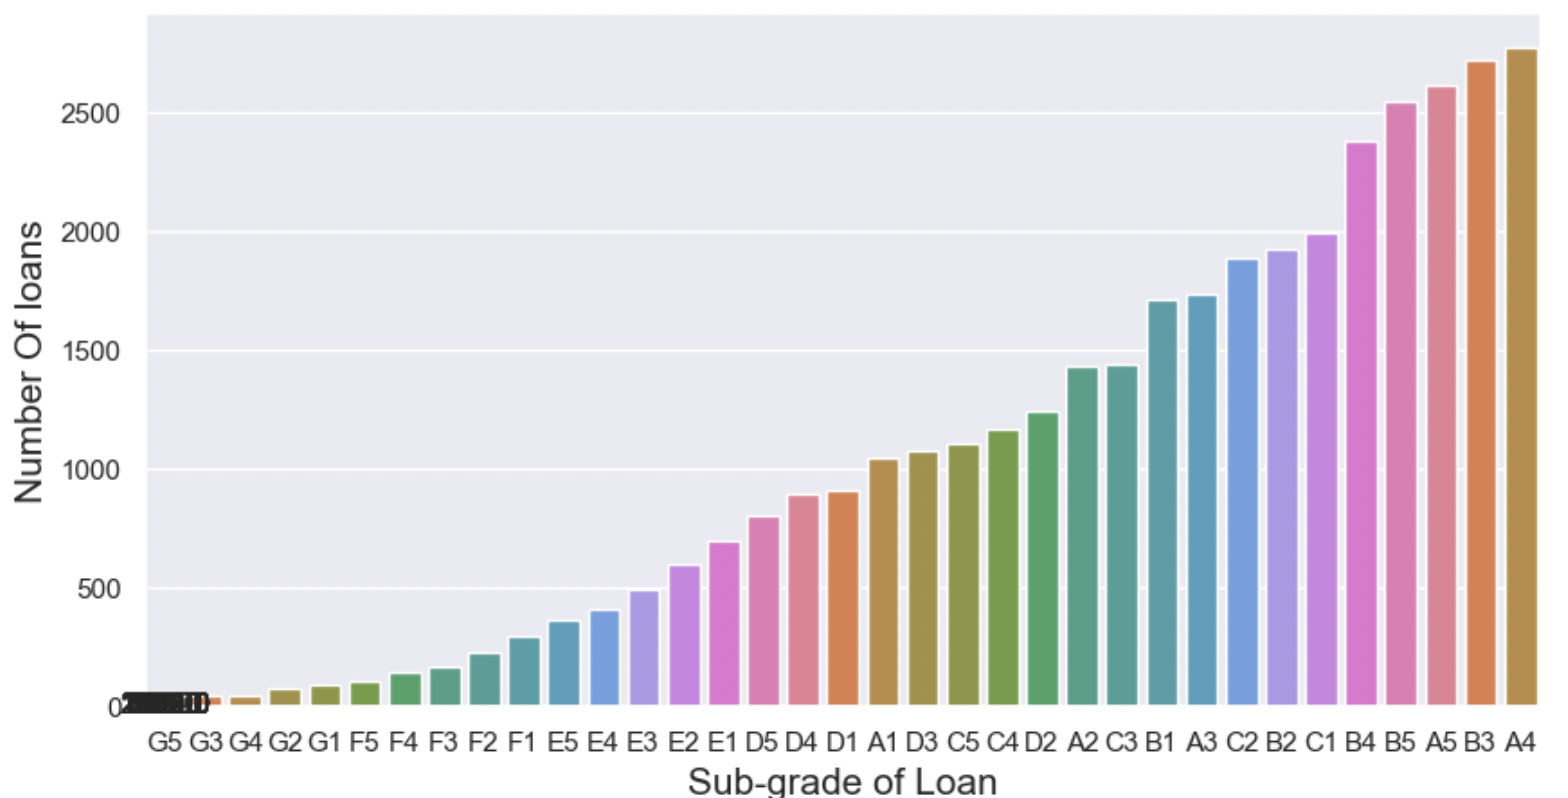 Number Of loans
2500
2000
1500
1000
500
0
G5 G3 G4 G2 G1 F5 F4 F3 F2 F1 E5 E4 E3 E2 E1 D5 D4 D1 A1 D3 C5 C4 D2 A2 C3 B1 A3 C2 B2 C1 B4 B5 A5 B3 A4
Sub-grade of Loan